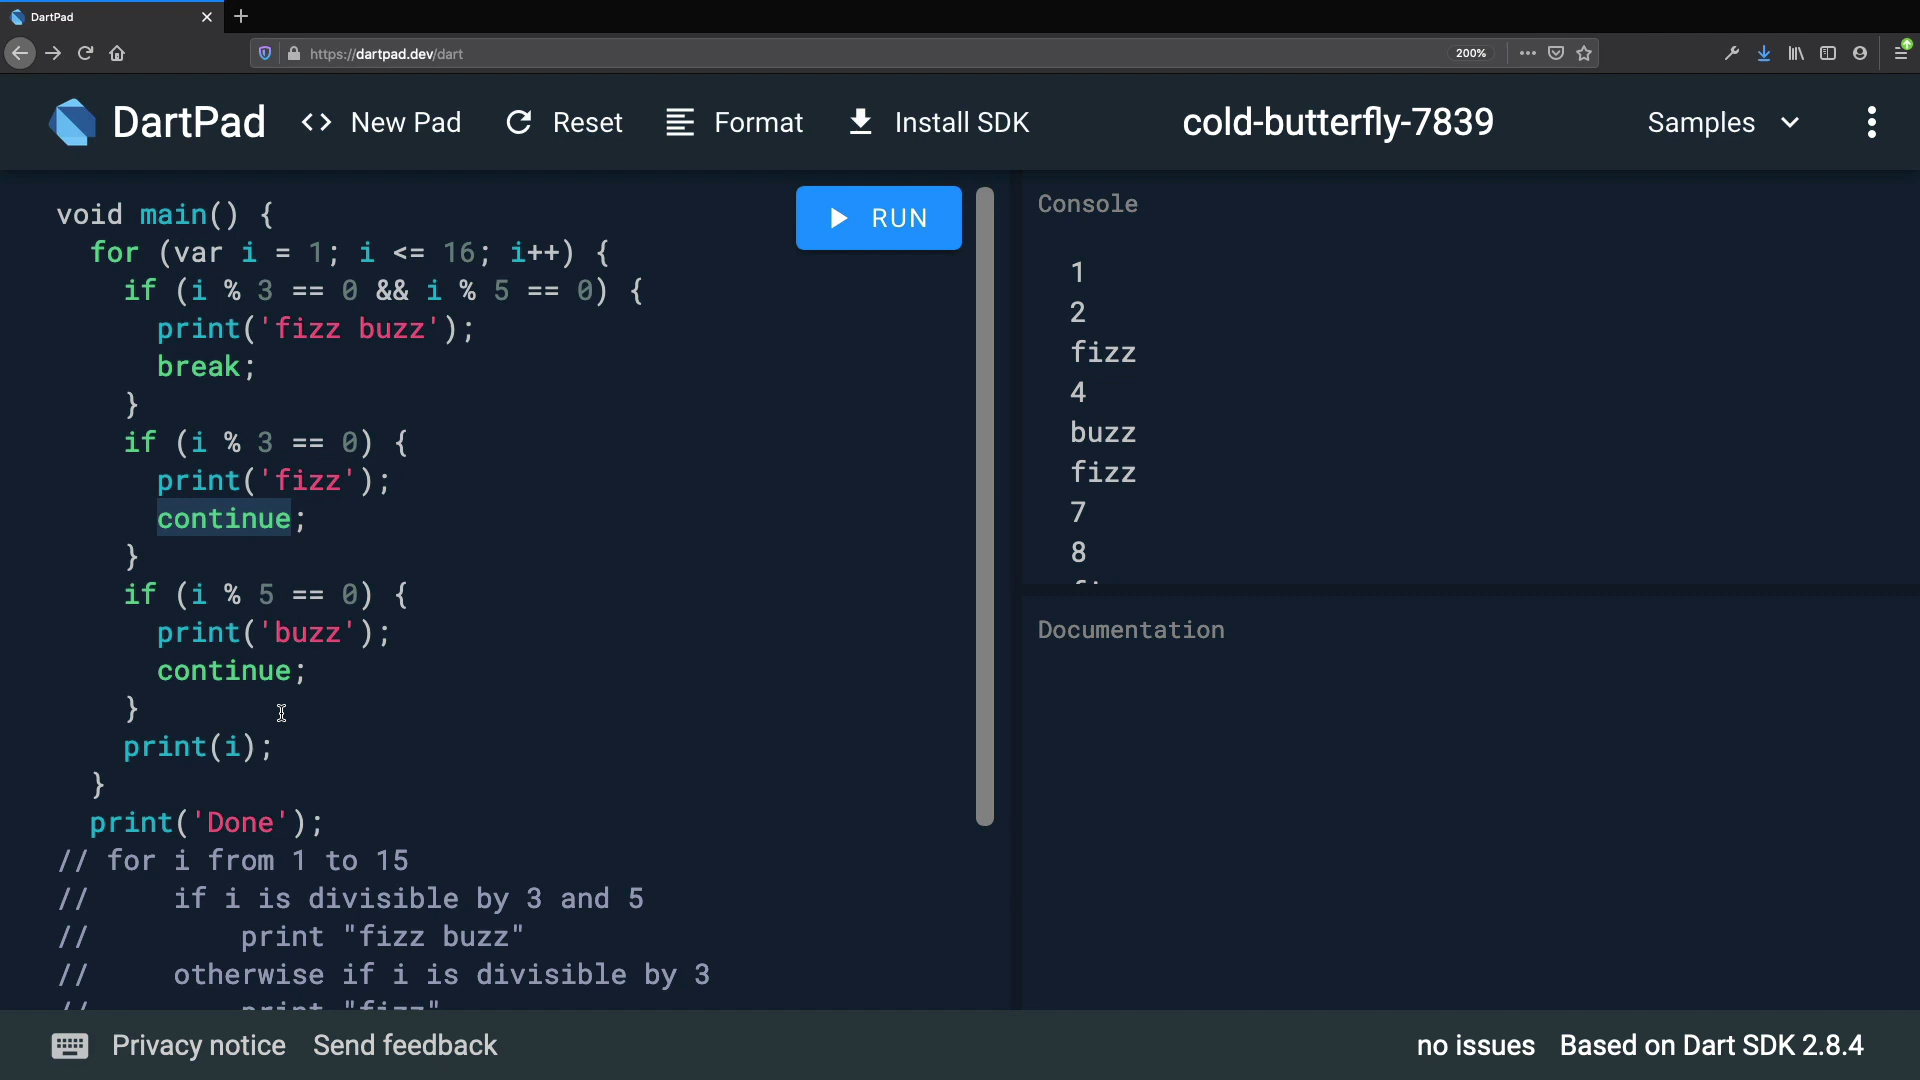 DartPad
https://dartpad.dev/dart
200%
DartPad
<> New Pad
Reset
Format
Install SDK
cold-butterfly-7839
Samples
void main() {
  for (var i = 1; i <= 16; i++) {
    if (i % 3 == 0 && i % 5 == 0) {
      print('fizz buzz');
      break;
    }
    if (i % 3 == 0) {
      print('fizz');
      continue;
    }
    if (i % 5 == 0) {
      print('buzz');
      continue;
    }
    print(i);
  }
  print('Done');
// for i from 1 to 15
//     if i is divisible by 3 and 5
//         print "fizz buzz"
//     otherwise if i is divisible by 3
//         print "fizz"
RUN
Console
1
2
fizz
4
buzz
fizz
7
8
Documentation
Privacy notice
Send feedback
no issues
Based on Dart SDK 2.8.4